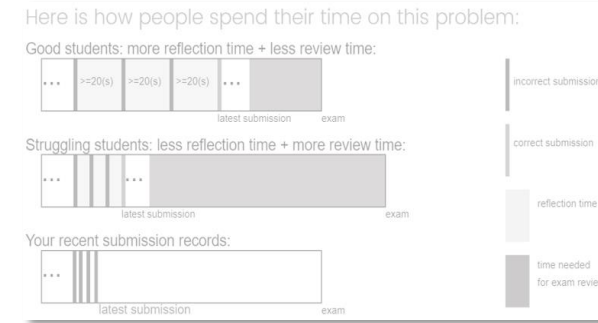 Here is how people spend their time on this problem:
Good students: more reflection time + less review time:
... >=20(s) >=20(s) >=20(s) ...
latest submission exam
Struggling students: less reflection time + more review time:
... ...
latest submission exam
Your recent submission records:
...
latest submission exam
incorrect submission
correct submission
reflection time
time needed
for exam